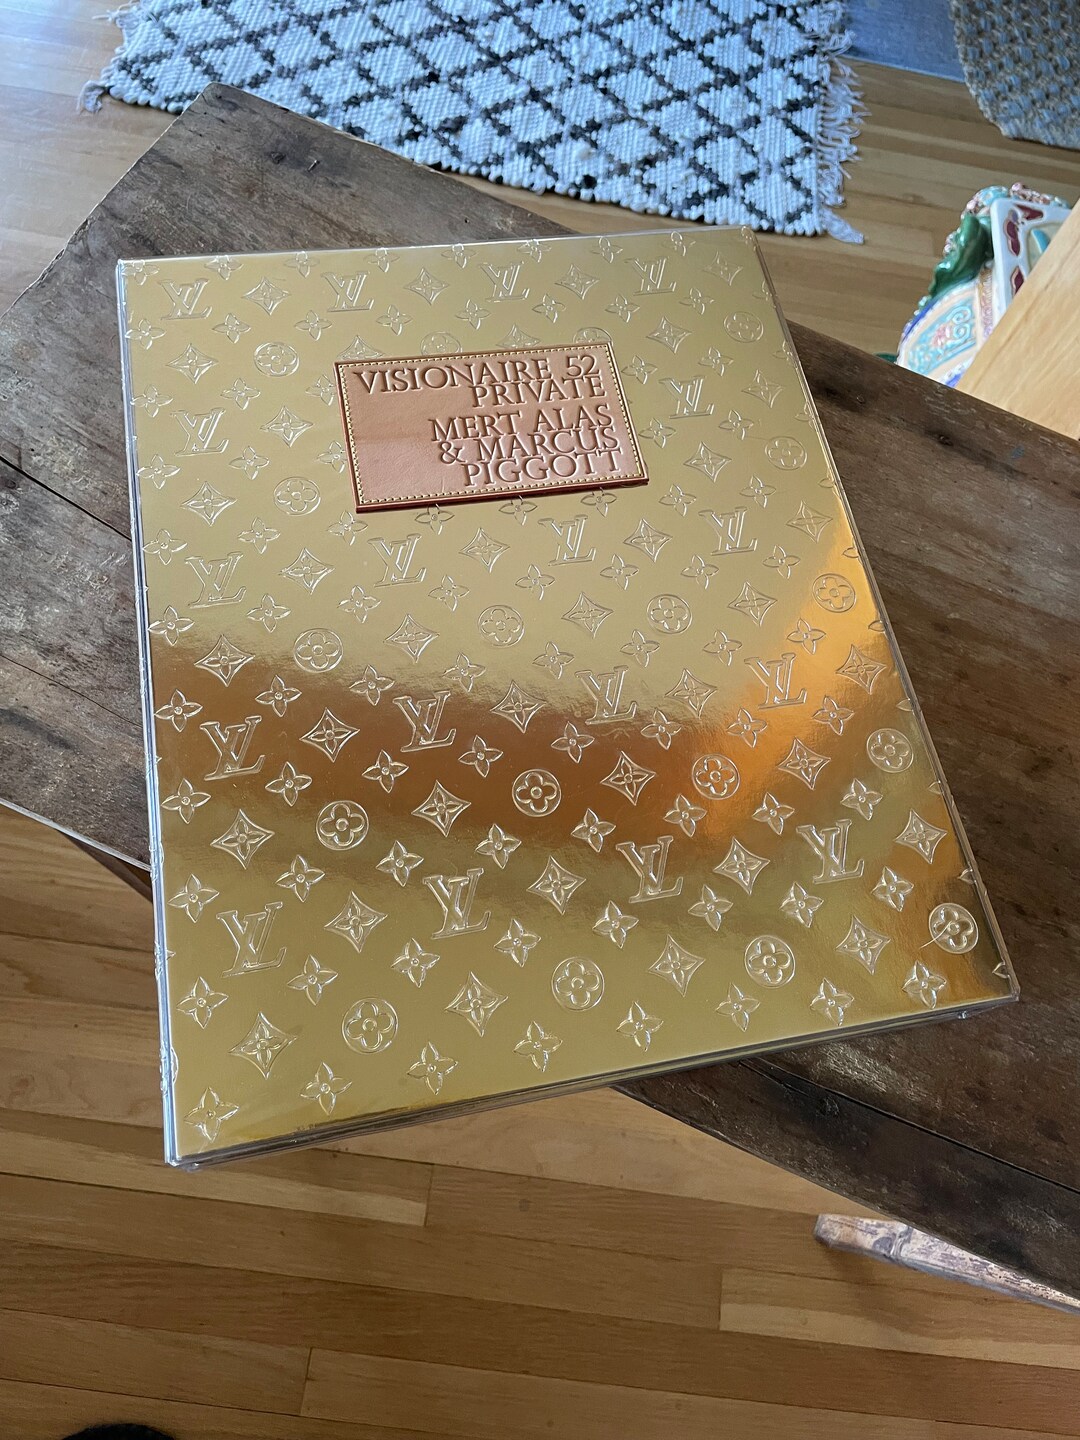 VISIONAIRE 52
PRIVATE
MERT ALAS
& MARCUS
PIGGOTT